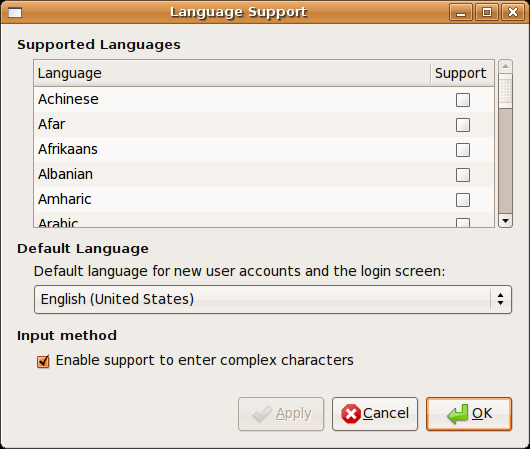 Language Support
Supported Languages
Language Support
Achinese
Afar
Afrikaans
Albanian
Amharic
Arabic
Default Language
Default language for new user accounts and the login screen:
English (United States)
Input method
Enable support to enter complex characters
Apply Cancel OK